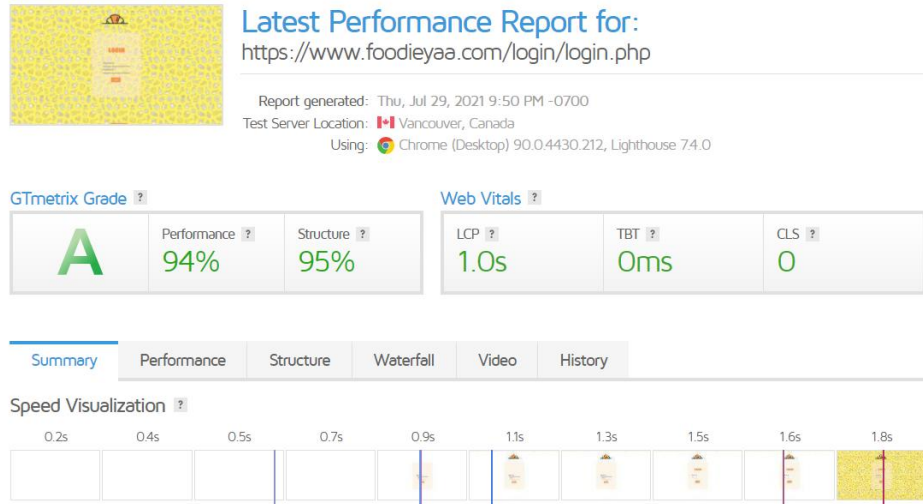 Latest Performance Report for:
https://www.foodieyaa.com/login/login.php
Report generated: Thu, Jul 29, 2021 9:50 PM -0700
Test Server Location: Vancouver, Canada
Using: Chrome (Desktop) 90.0.4430.212, Lighthouse 7.4.0
GTmetrix Grade ?
Web Vitals ?
A
Performance ?
94%
Structure ?
95%
LCP ?
1.0s
TBT ?
0ms
CLS ?
0
Summary Performance Structure Waterfall Video History
Speed Visualization ?
0.2s 0.4s 0.5s 0.7s 0.9s 1.1s 1.3s 1.5s 1.6s 1.8s